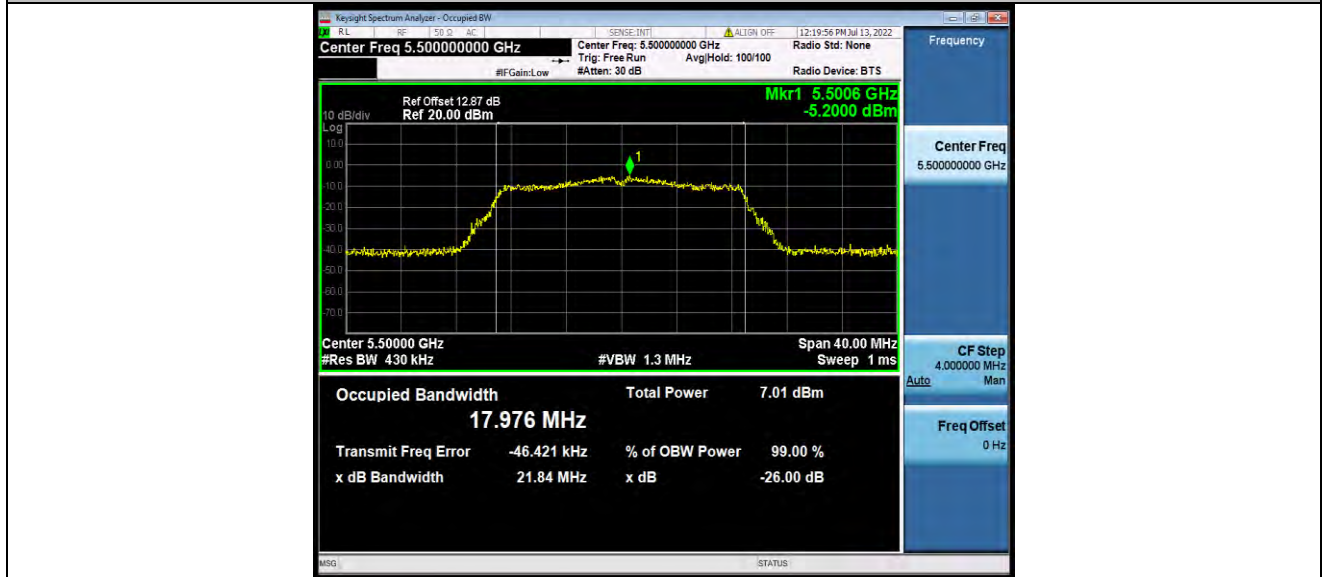 Keysight Spectrum Analyzer - Occupied BW
RL RF 50 Ω AC SENSE:INT ALIGN OFF 12:19:56 PM Jul 13, 2022
Center Freq 5.500000000 GHz
Center Freq: 5.500000000 GHz
Radio Std: None
Trig: Free Run Avg|Hold: 100/100
#IFGain:Low #Atten: 30 dB Radio Device: BTS
Frequency
Mkr1 5.5006 GHz
-5.2000 dBm
Ref Offset 12.87 dB
10 dB/div Ref 20.00 dBm
Log
10.0
0.00
-10.0
-20.0
-30.0
-40.0
-50.0
-60.0
-70.0
1
Center 5.50000 GHz Span 40.00 MHz
#Res BW 430 kHz #VBW 1.3 MHz Sweep 1 ms
Occupied Bandwidth Total Power 7.01 dBm
17.976 MHz
Transmit Freq Error -46.421 kHz % of OBW Power 99.00 %
x dB Bandwidth 21.84 MHz x dB -26.00 dB
Center Freq
5.500000000 GHz
CF Step
4.000000 MHz
Auto Man
Freq Offset
0 Hz
MSG STATUS